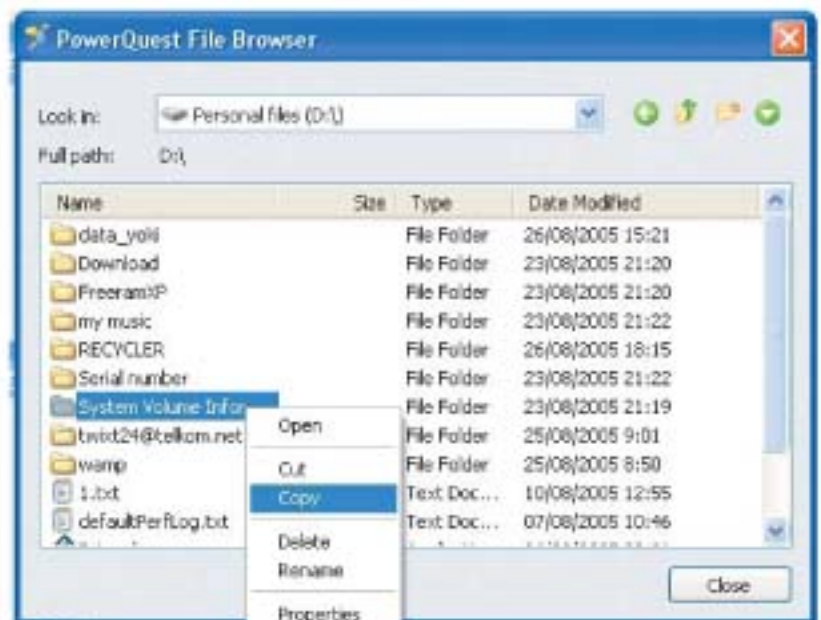 PowerQuest File Browser
Look in: Personal files (D:\)
Full path: D:\
Name Size Type Date Modified
data_yoki File Folder 26/08/2005 15:21
Download File Folder 23/08/2005 21:20
FreeramXP File Folder 23/08/2005 21:20
my music File Folder 23/08/2005 21:22
RECYCLER File Folder 26/08/2005 18:15
Serial number File Folder 23/08/2005 21:22
System Volume Infor File Folder 23/08/2005 21:19
twixt24@telkom.net File Folder 25/08/2005 9:01
wamp File Folder 25/08/2005 8:50
1.txt Text Doc... 10/08/2005 12:55
defaultPerfLog.txt Text Doc... 07/08/2005 10:46
Open
Cut
Copy
Delete
Rename
Properties
Close